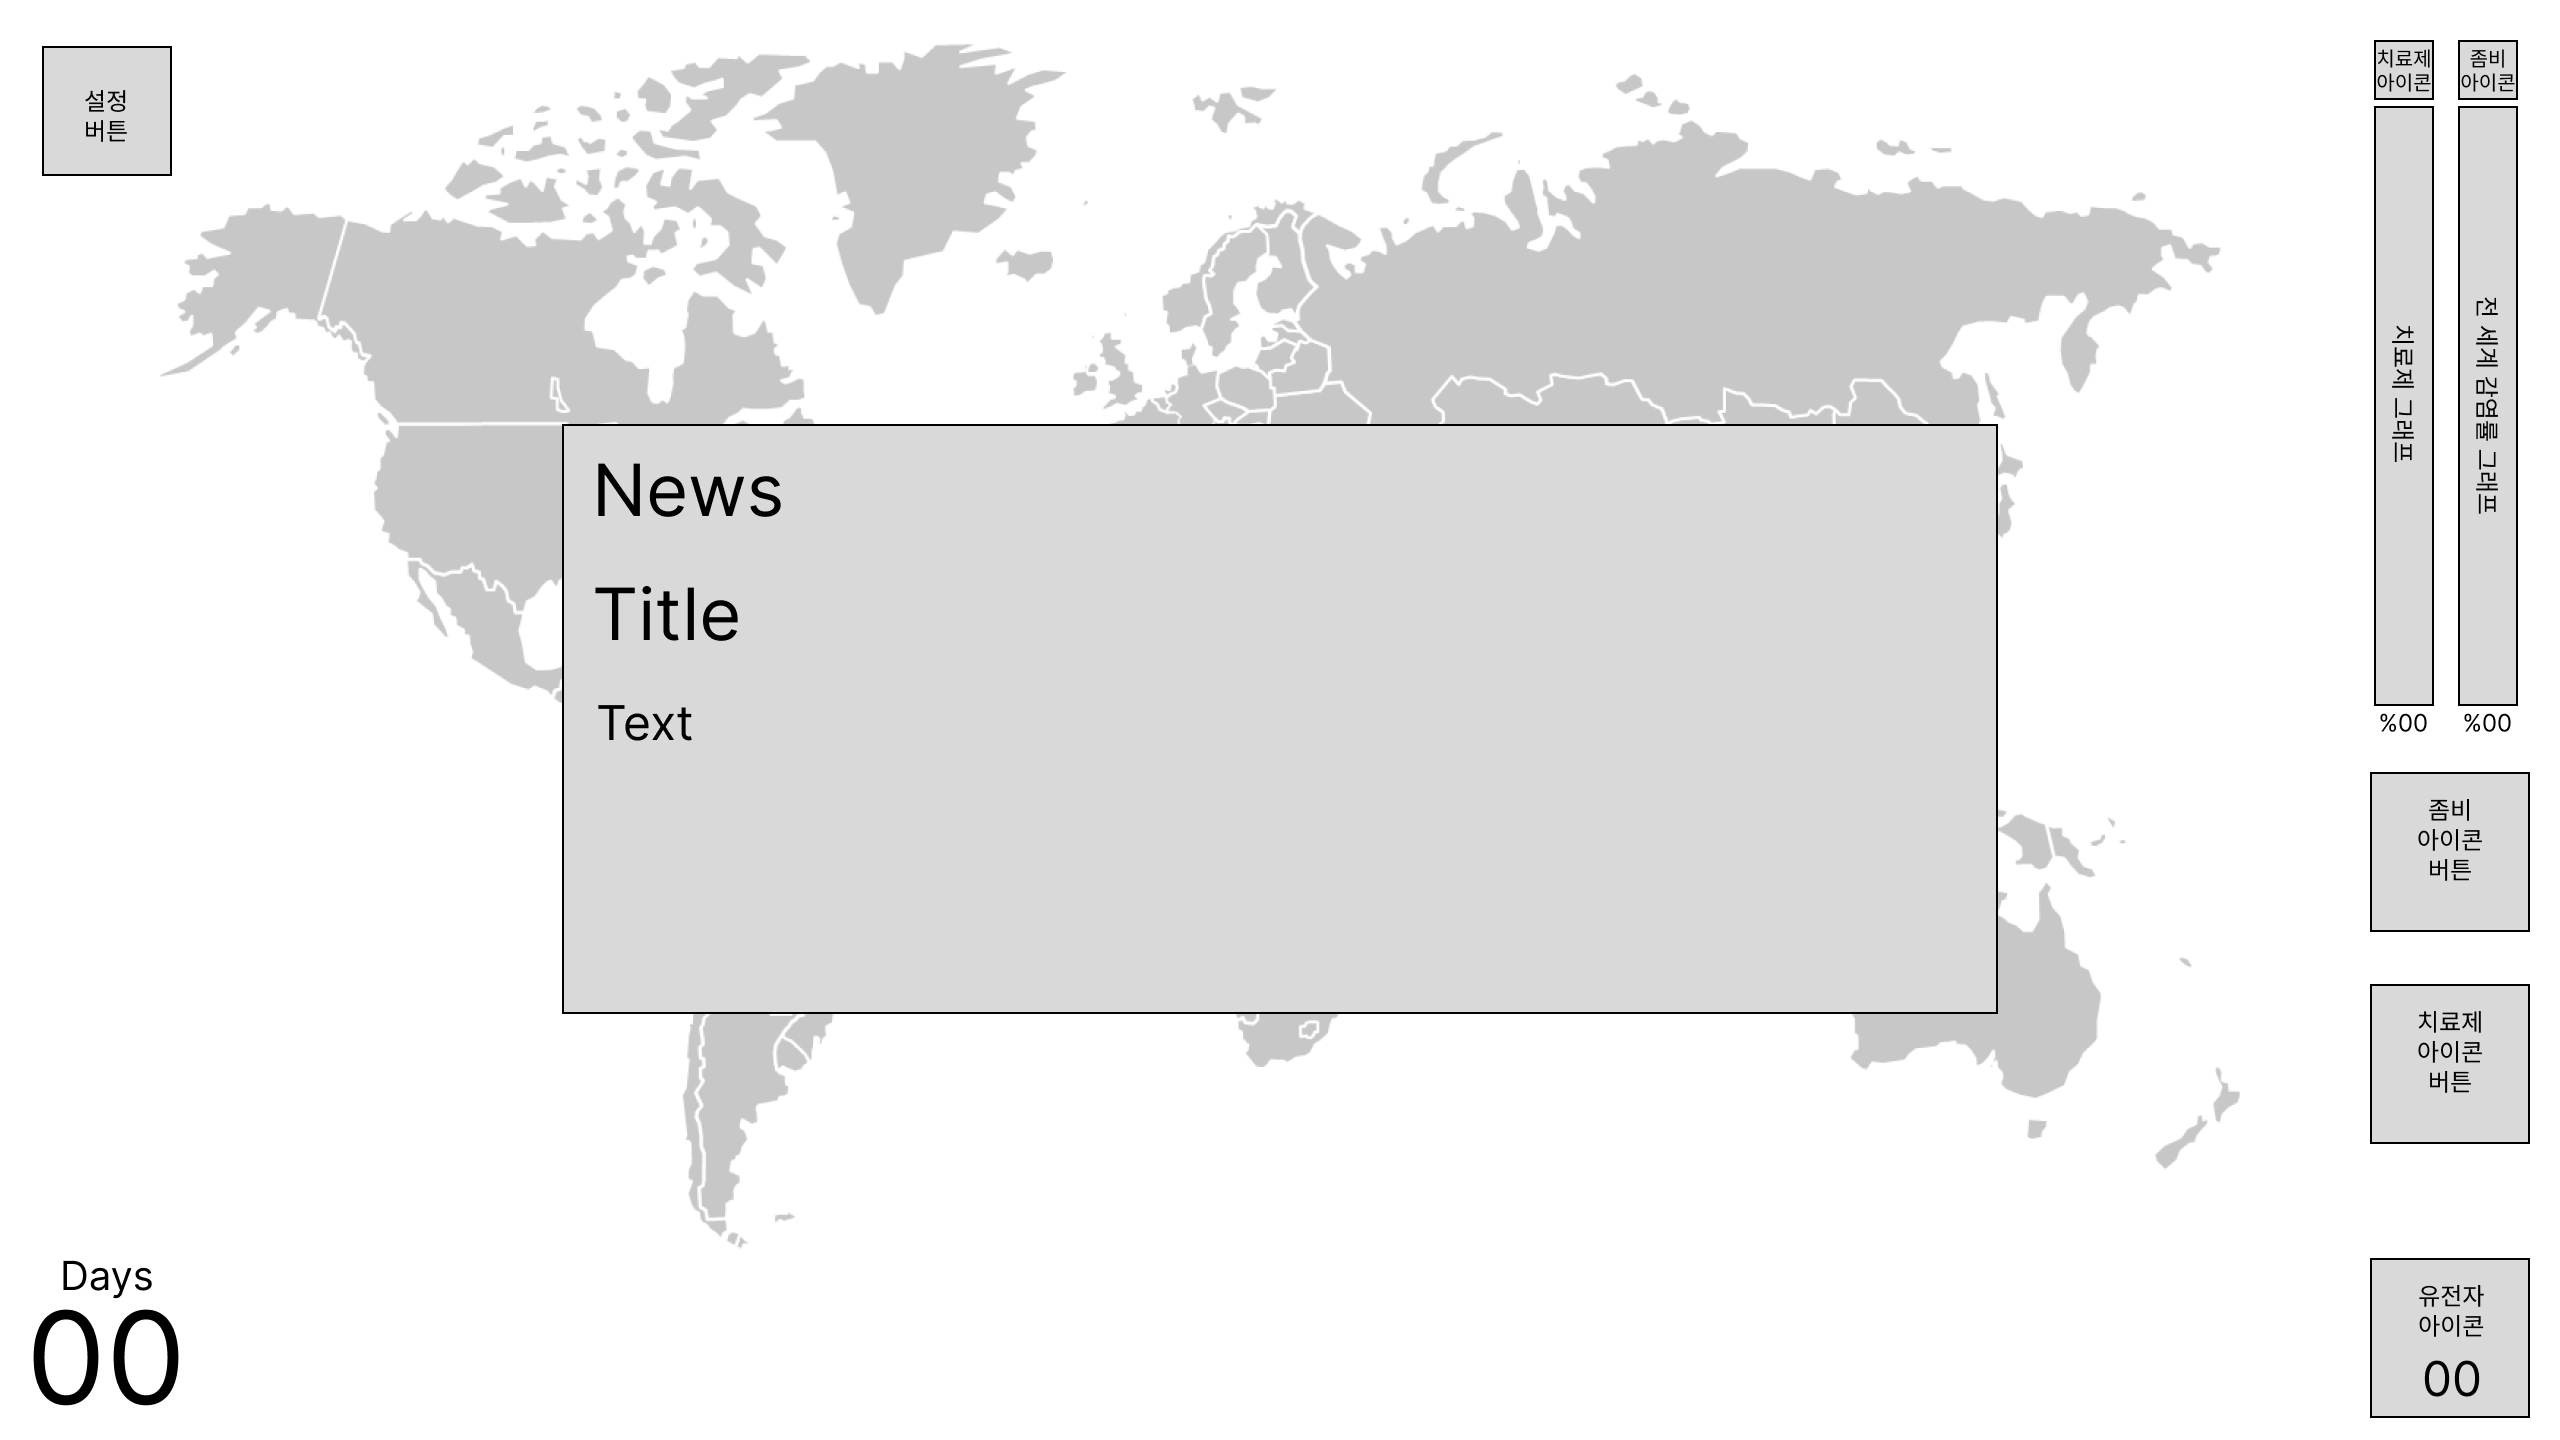 설정
버튼
치료제
아이콘
좀비
아이콘
치료제 그래프
전 세계 감염률 그래프
%00
%00
News
Title
Text
좀비
아이콘
버튼
치료제
아이콘
버튼
Days
00
유전자
아이콘
00